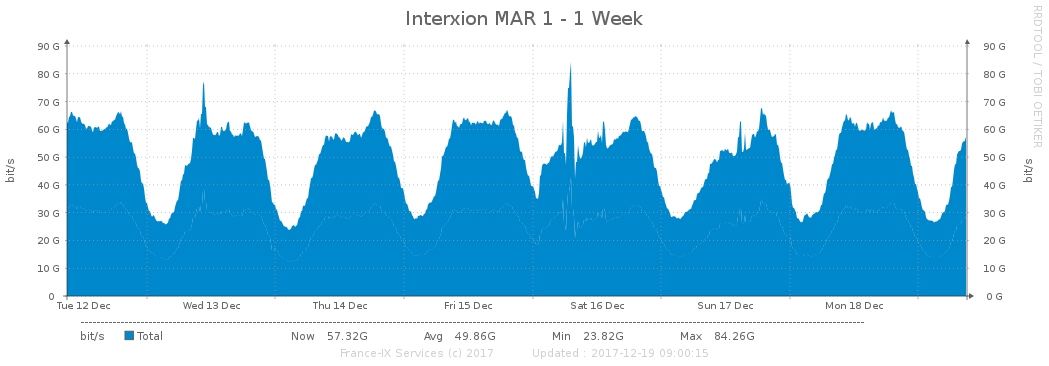 Interxion MAR 1 - 1 Week
RRDTOOL / TOBI OETIKER
90 G 90 G
80 G 80 G
70 G 70 G
60 G 60 G
50 G 50 G
40 G 40 G
30 G 30 G
20 G 20 G
10 G 10 G
0 0 G
bit/s
bit/s
Tue 12 Dec Wed 13 Dec Thu 14 Dec Fri 15 Dec Sat 16 Dec Sun 17 Dec Mon 18 Dec
bit/s Total Now 57.32G Avg 49.86G Min 23.82G Max 84.26G
France-IX Services (c) 2017 Updated : 2017-12-19 09:00:15